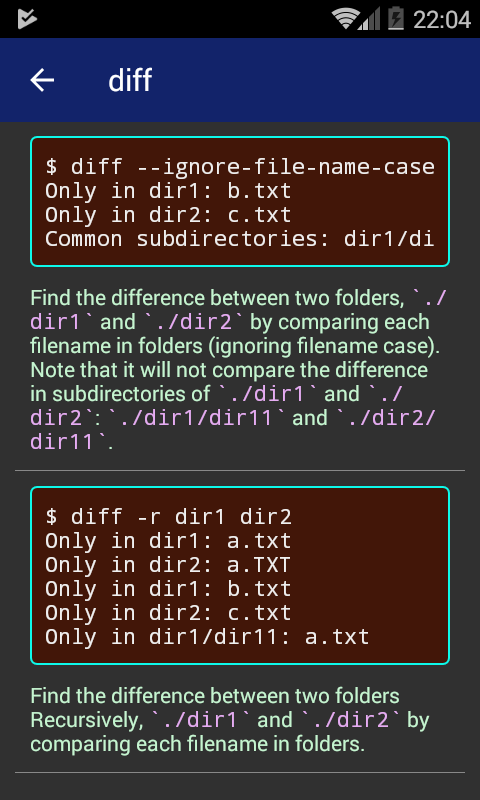 22:04
diff
$ diff --ignore-file-name-case
Only in dir1: b.txt
Only in dir2: c.txt
Common subdirectories: dir1/di
Find the difference between two folders, `./
dir1` and `./dir2` by comparing each
filename in folders (ignoring filename case).
Note that it will not compare the difference
in subdirectories of `./dir1` and `./
dir2`: `./dir1/dir11` and `./dir2/
dir11`.
$ diff -r dir1 dir2
Only in dir1: a.txt
Only in dir2: a.TXT
Only in dir1: b.txt
Only in dir2: c.txt
Only in dir1/dir11: a.txt
Find the difference between two folders
Recursively, `./dir1` and `./dir2` by
comparing each filename in folders.